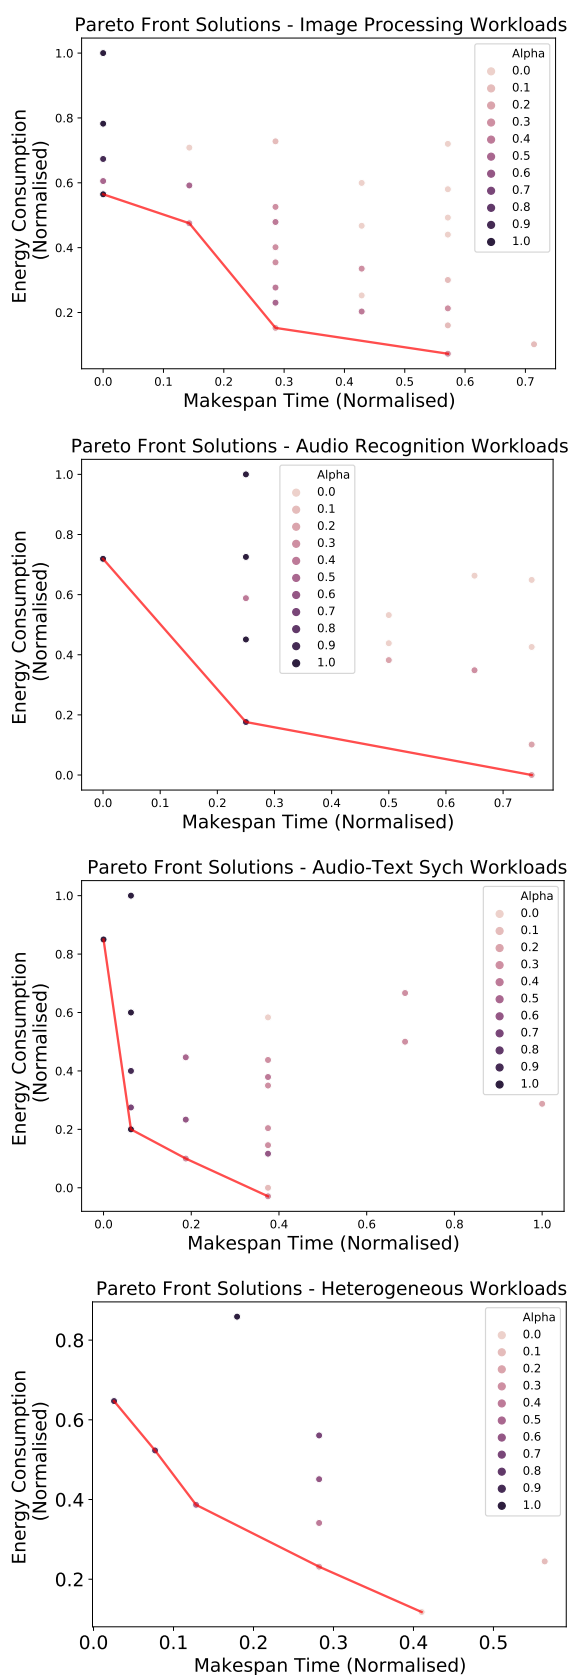 Pareto Front Solutions - Image Processing Workloads
Energy Consumption
(Normalised)
1.0
0.8
0.6
0.4
0.2
Alpha
0.0
0.1
0.2
0.3
0.4
0.5
0.6
0.7
0.8
0.9
1.0
0.0 0.1 0.2 0.3 0.4 0.5 0.6 0.7
Makespan Time (Normalised)
Pareto Front Solutions - Audio Recognition Workloads
Energy Consumption
(Normalised)
1.0
0.8
0.6
0.4
0.2
0.0
Alpha
0.0
0.1
0.2
0.3
0.4
0.5
0.6
0.7
0.8
0.9
1.0
0.0 0.1 0.2 0.3 0.4 0.5 0.6 0.7
Makespan Time (Normalised)
Pareto Front Solutions - Audio-Text Sych Workloads
Energy Consumption
(Normalised)
1.0
0.8
0.6
0.4
0.2
0.0
Alpha
0.0
0.1
0.2
0.3
0.4
0.5
0.6
0.7
0.8
0.9
1.0
0.0 0.2 0.4 0.6 0.8 1.0
Makespan Time (Normalised)
Pareto Front Solutions - Heterogeneous Workloads
Energy Consumption
(Normalised)
0.8
0.6
0.4
0.2
Alpha
0.0
0.1
0.2
0.3
0.4
0.5
0.6
0.7
0.8
0.9
1.0
0.0 0.1 0.2 0.3 0.4 0.5
Makespan Time (Normalised)